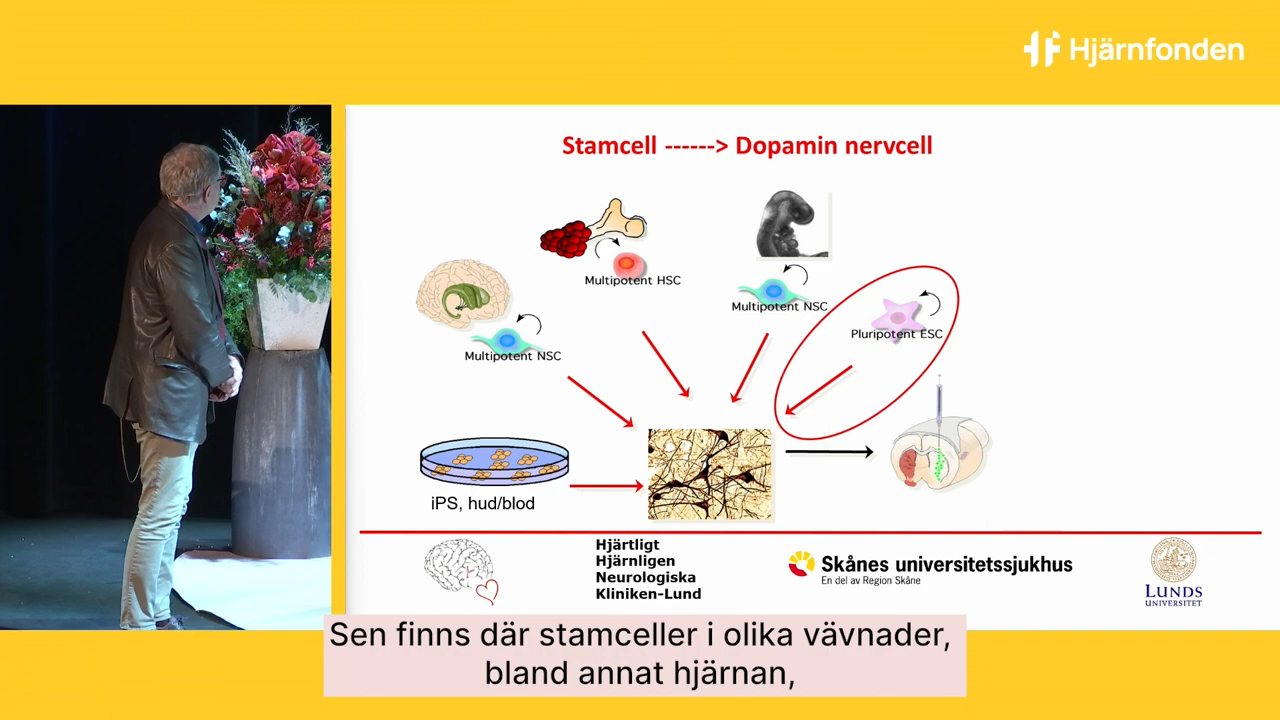 Hjärnfonden
Stamcell ------> Dopamin nervcell
Multipotent HSC
Multipotent NSC
Pluripotent ESC
Multipotent NSC
iPS, hud/blod
Hjärtligt
Hjärnligen
Neurologiska
Kliniken-Lund
Skånes universitetssjukhus
En del av Region Skåne
LUNDS
UNIVERSITET
Sen finns där stamceller i olika vävnader,
bland annat hjärnan,